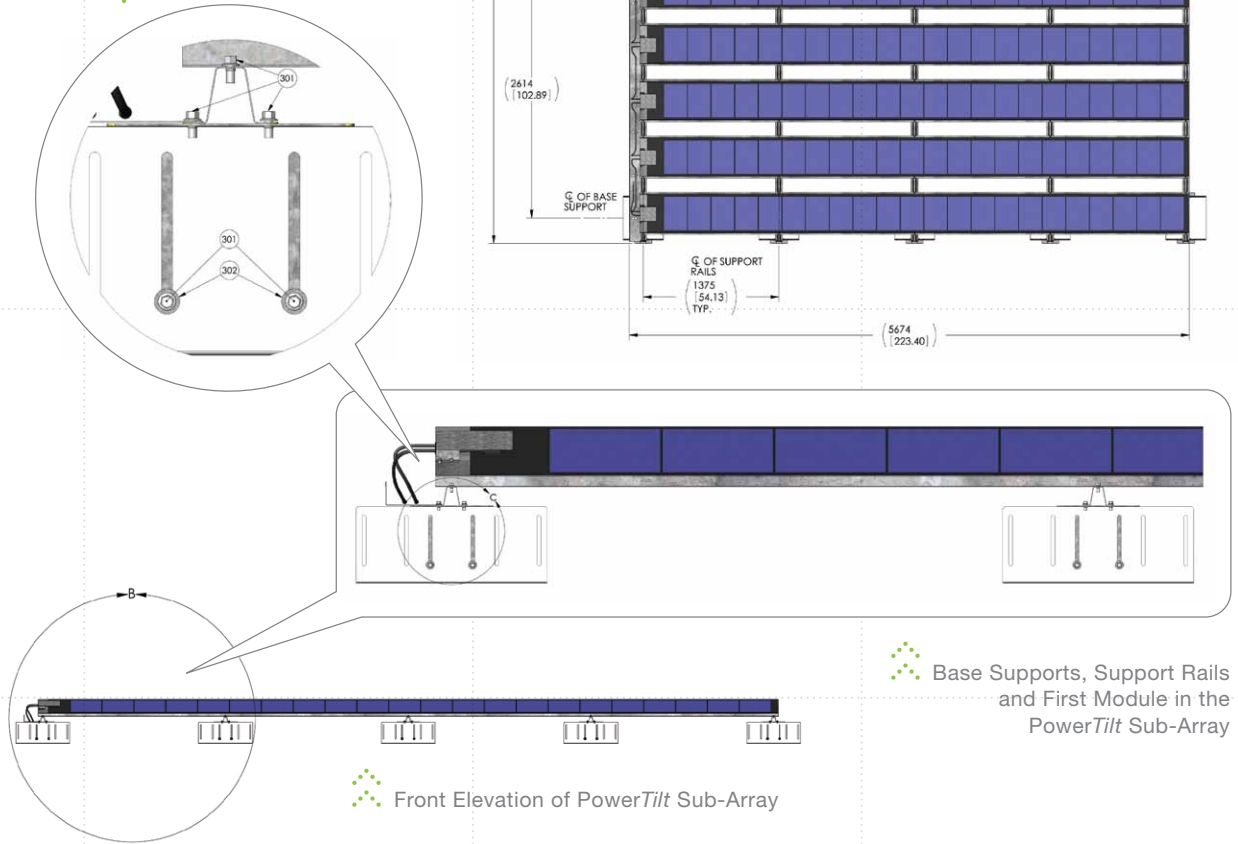 301
301
302
2614
[102.89]
℄ OF BASE
SUPPORT
℄ OF SUPPORT
RAILS
1375
[54.13]
TYP.
5674
[223.40]
C
B
Base Supports, Support Rails
and First Module in the
PowerTilt Sub-Array
Front Elevation of PowerTilt Sub-Array